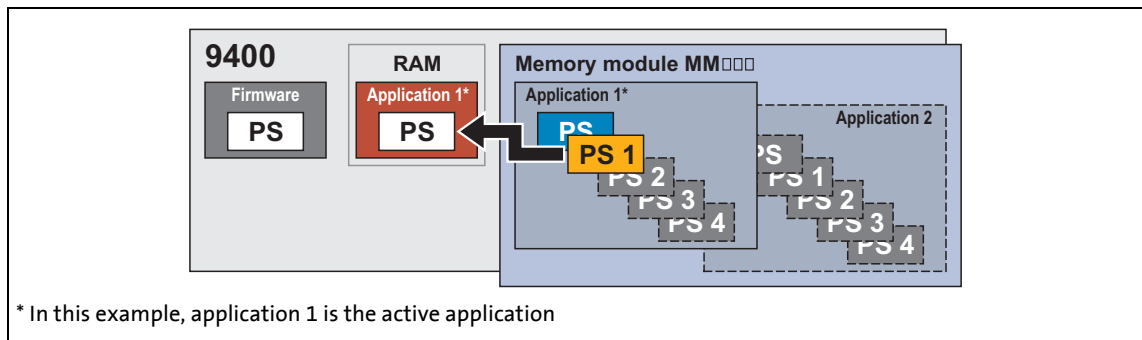 9400
Firmware
PS
RAM
Application 1*
PS
Memory module MM□□□
Application 1*
PS
PS 1
PS 2
PS 3
PS 4
Application 2
PS
PS 1
PS 2
PS 3
PS 4
* In this example, application 1 is the active application